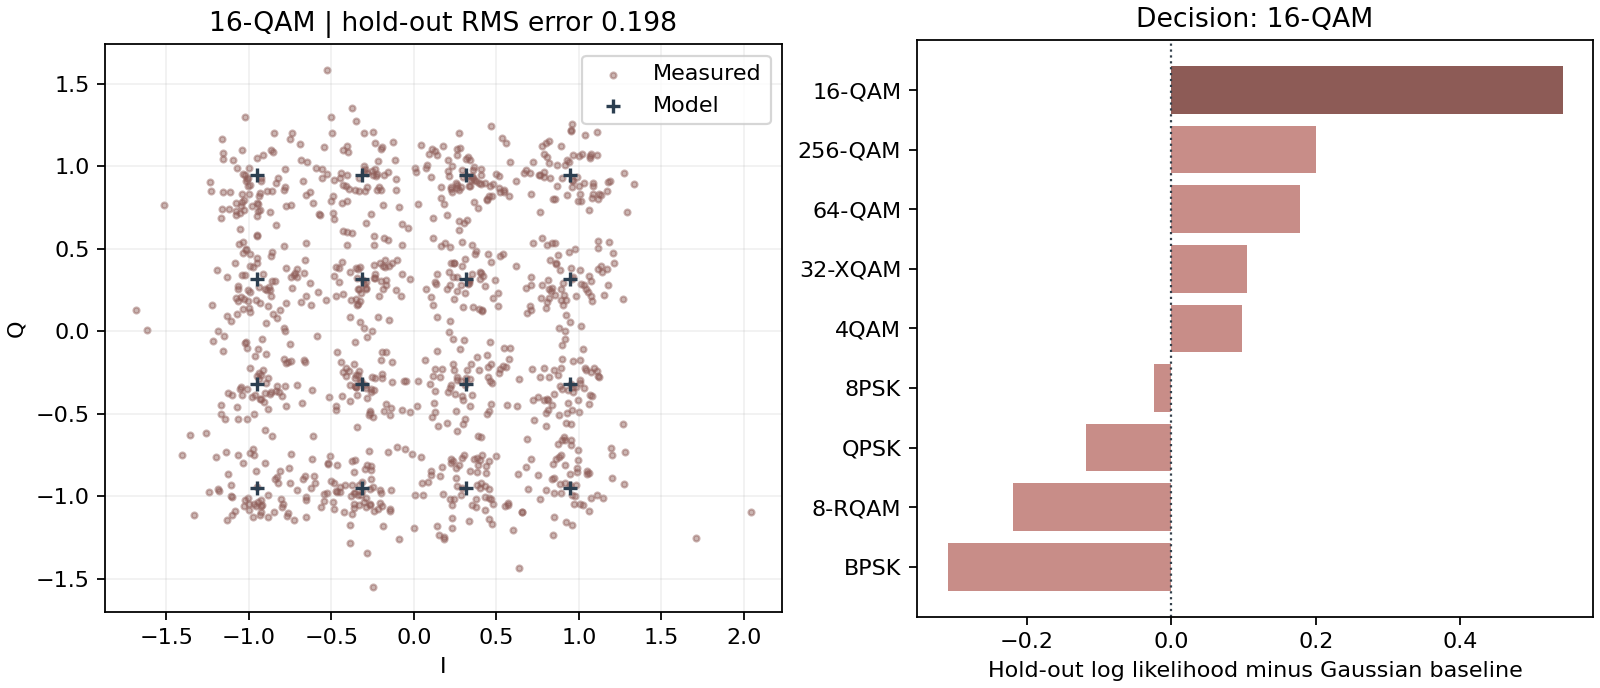 16-QAM | hold-out RMS error 0.198
Measured
Model
Q
1.5
1.0
0.5
0.0
−0.5
−1.0
−1.5
−1.5
−1.0
−0.5
0.0
0.5
1.0
1.5
2.0
I
Decision: 16-QAM
16-QAM
256-QAM
64-QAM
32-XQAM
4QAM
8PSK
QPSK
8-RQAM
BPSK
−0.2
0.0
0.2
0.4
Hold-out log likelihood minus Gaussian baseline